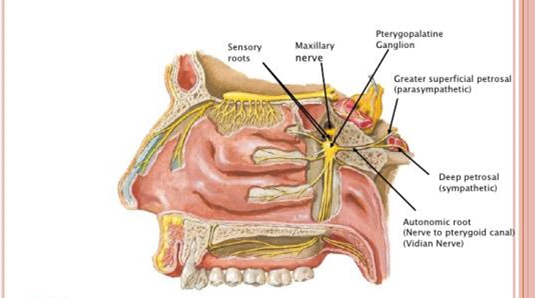 Pterygopalatine
Ganglion
Sensory
roots
Maxillary
nerve
Greater superficial petrosal
(parasympathetic)
Deep petrosal
(sympathetic)
Autonomic root
(Nerve to pterygoid canal)
(Vidian Nerve)